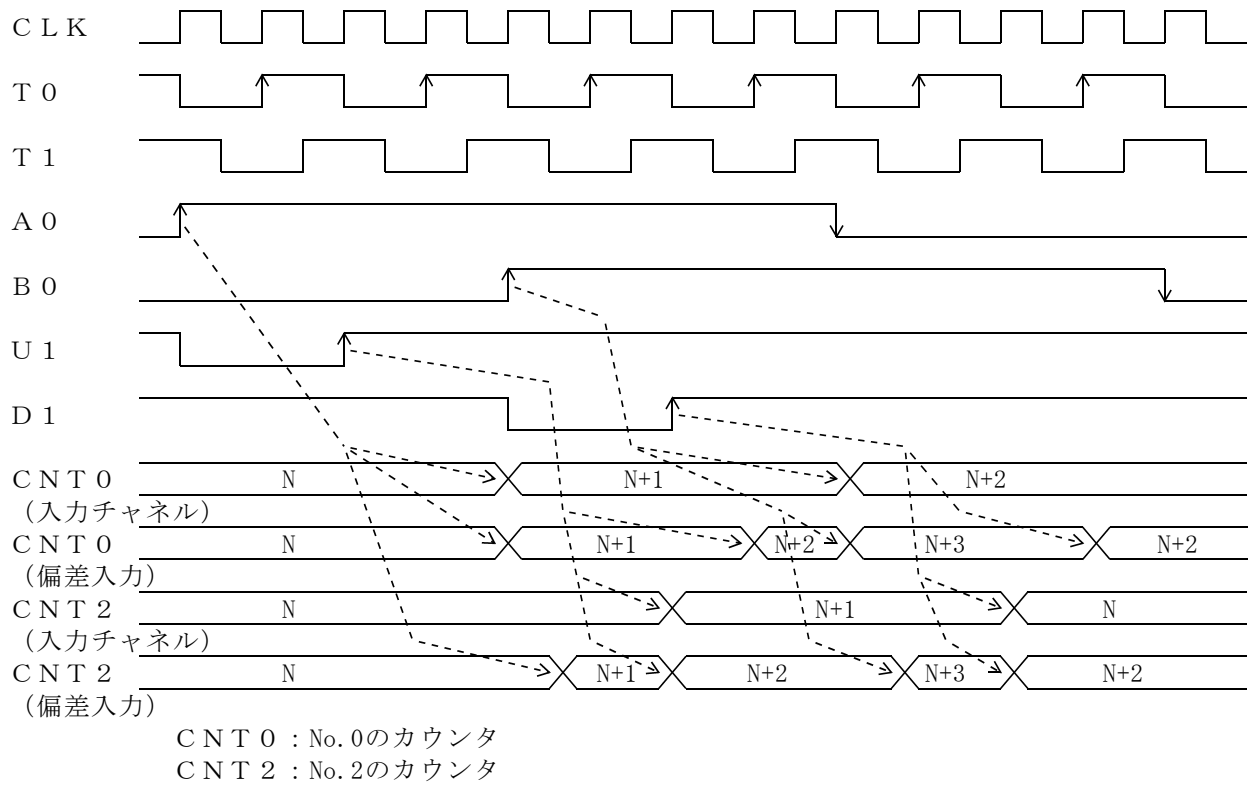 ＣＬＫ
Ｔ０
Ｔ１
Ａ０
Ｂ０
Ｕ１
Ｄ１
ＣＮＴ０ N N+1 N+2
（入力チャネル）
ＣＮＴ０ N N+1 N+2 N+3 N+2
（偏差入力）
ＣＮＴ２ N N+1 N
（入力チャネル）
ＣＮＴ２ N N+1 N+2 N+3 N+2
（偏差入力）
ＣＮＴ０：No.0のカウンタ
ＣＮＴ２：No.2のカウンタ